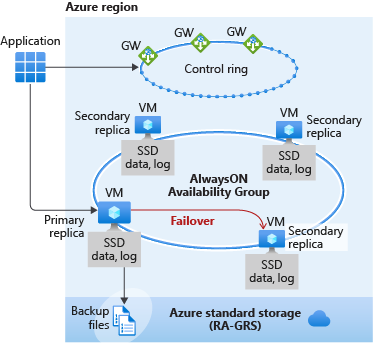 Azure region
Application
GW
GW
GW
Control ring
VM
Secondary
replica
SSD
data, log
VM
Secondary
replica
SSD
data, log
AlwaysON
Availability Group
VM
Primary
replica
SSD
data, log
Failover
VM
Secondary
replica
SSD
data, log
Backup
files
Azure standard storage
(RA-GRS)